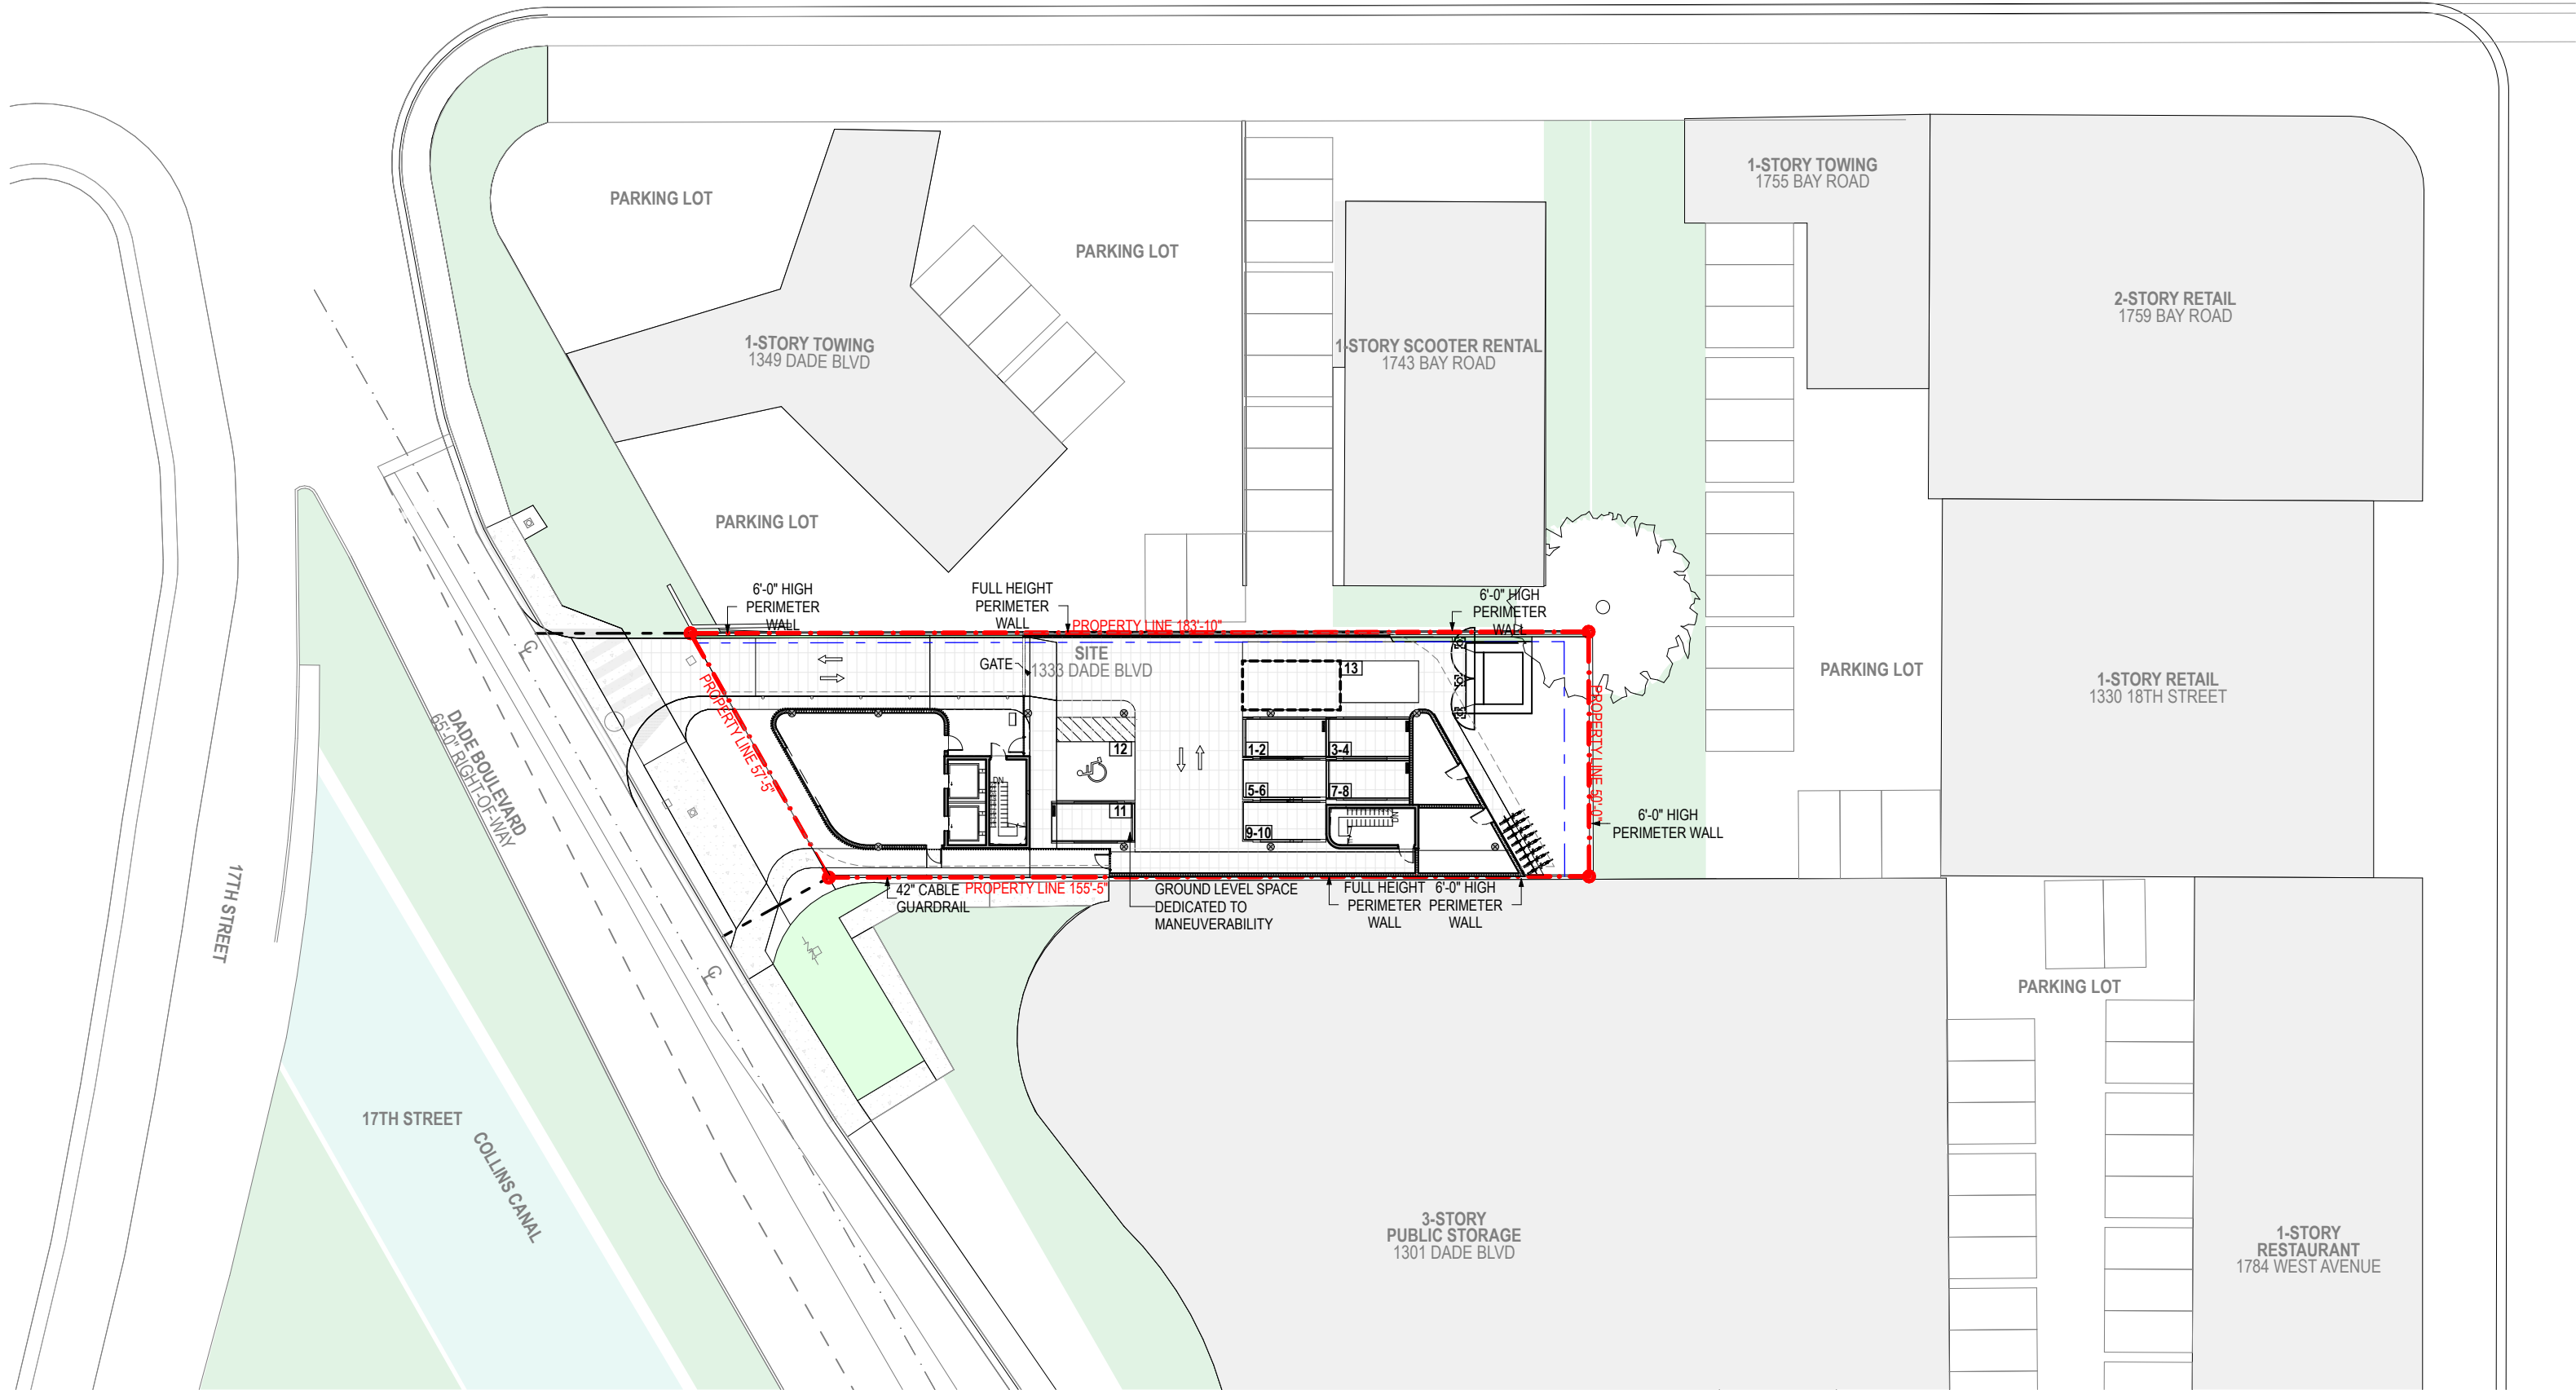 1-STORY TOWING
1755 BAY ROAD
PARKING LOT
PARKING LOT
2-STORY RETAIL
1759 BAY ROAD
1-STORY TOWING
1349 DADE BLVD
1-STORY SCOOTER RENTAL
1743 BAY ROAD
PARKING LOT
6'-0" HIGH
PERIMETER
WALL
FULL HEIGHT
PERIMETER
WALL
6'-0" HIGH
PERIMETER
WALL
PROPERTY LINE 183'-10"
SITE
1333 DADE BLVD
GATE
13
PARKING LOT
1-STORY RETAIL
1330 18TH STREET
PROPERTY LINE 57'-5"
PROPERTY LINE 50'-0"
DADE BOULEVARD
65'-0" RIGHT-OF-WAY
12
1-2
3-4
DN
5-6
7-8
11
9-10
DN
6'-0" HIGH
PERIMETER WALL
42" CABLE
GUARDRAIL
PROPERTY LINE 155'-5"
GROUND LEVEL SPACE
DEDICATED TO
MANEUVERABILITY
FULL HEIGHT
PERIMETER
WALL
6'-0" HIGH
PERIMETER
WALL
17TH STREET
PARKING LOT
17TH STREET
COLLINS CANAL
3-STORY
PUBLIC STORAGE
1301 DADE BLVD
1-STORY
RESTAURANT
1784 WEST AVENUE